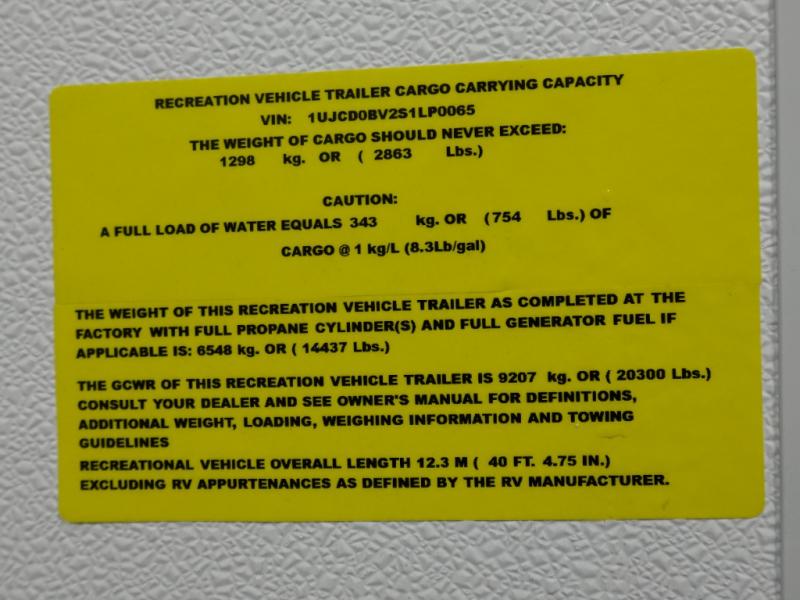 RECREATION VEHICLE TRAILER CARGO CARRYING CAPACITY
VIN: 1UJCD0BV2S1LP0065
THE WEIGHT OF CARGO SHOULD NEVER EXCEED:
1298 kg. OR ( 2863 Lbs.)
CAUTION:
A FULL LOAD OF WATER EQUALS 343 kg. OR (754 Lbs.) OF
CARGO @ 1 kg/L (8.3Lb/gal)
THE WEIGHT OF THIS RECREATION VEHICLE TRAILER AS COMPLETED AT THE
FACTORY WITH FULL PROPANE CYLINDER(S) AND FULL GENERATOR FUEL IF
APPLICABLE IS: 6548 kg. OR ( 14437 Lbs.)
THE GCWR OF THIS RECREATION VEHICLE TRAILER IS 9207 kg. OR ( 20300 Lbs.)
CONSULT YOUR DEALER AND SEE OWNER'S MANUAL FOR DEFINITIONS,
ADDITIONAL WEIGHT, LOADING, WEIGHING INFORMATION AND TOWING
GUIDELINES
RECREATIONAL VEHICLE OVERALL LENGTH 12.3 M ( 40 FT. 4.75 IN.)
EXCLUDING RV APPURTENANCES AS DEFINED BY THE RV MANUFACTURER.